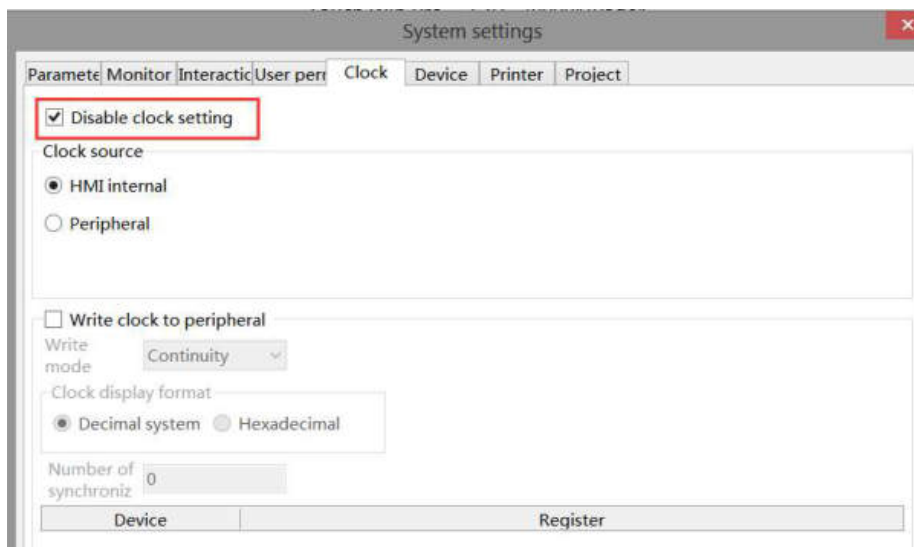 System settings
Paramete Monitor Interactic User perr Clock Device Printer Project
Disable clock setting
Clock source
HMI internal
Peripheral
Write clock to peripheral
Write
mode
Continuity
Clock display format
Decimal system Hexadecimal
Number of
synchroniz
0
Device Register